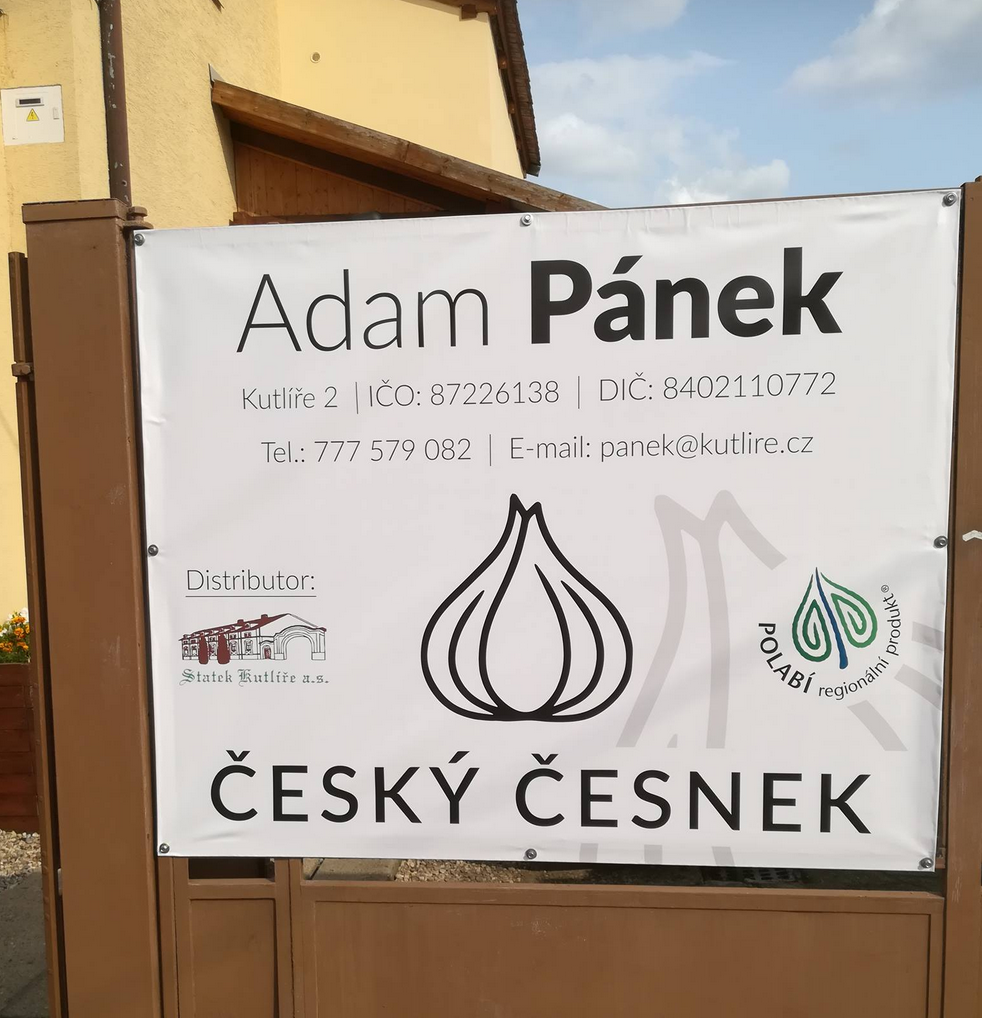 Adam Pánek
Kutlíře 2 | IČO: 87226138 | DIČ: 8402110772
Tel.: 777 579 082 | E-mail: panek@kutlire.cz
Distributor:
Statek Kutlíře a.s.
POLABÍ regionální produkt®
ČESKÝ ČESNEK